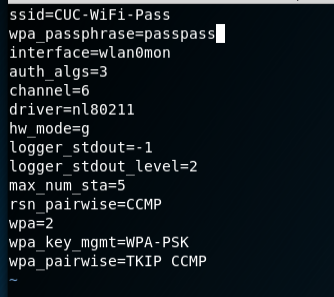 ssid=CUC-WiFi-Pass
wpa_passphrase=passpass
interface=wlan0mon
auth_algs=3
channel=6
driver=nl80211
hw_mode=g
logger_stdout=-1
logger_stdout_level=2
max_num_sta=5
rsn_pairwise=CCMP
wpa=2
wpa_key_mgmt=WPA-PSK
wpa_pairwise=TKIP CCMP
~